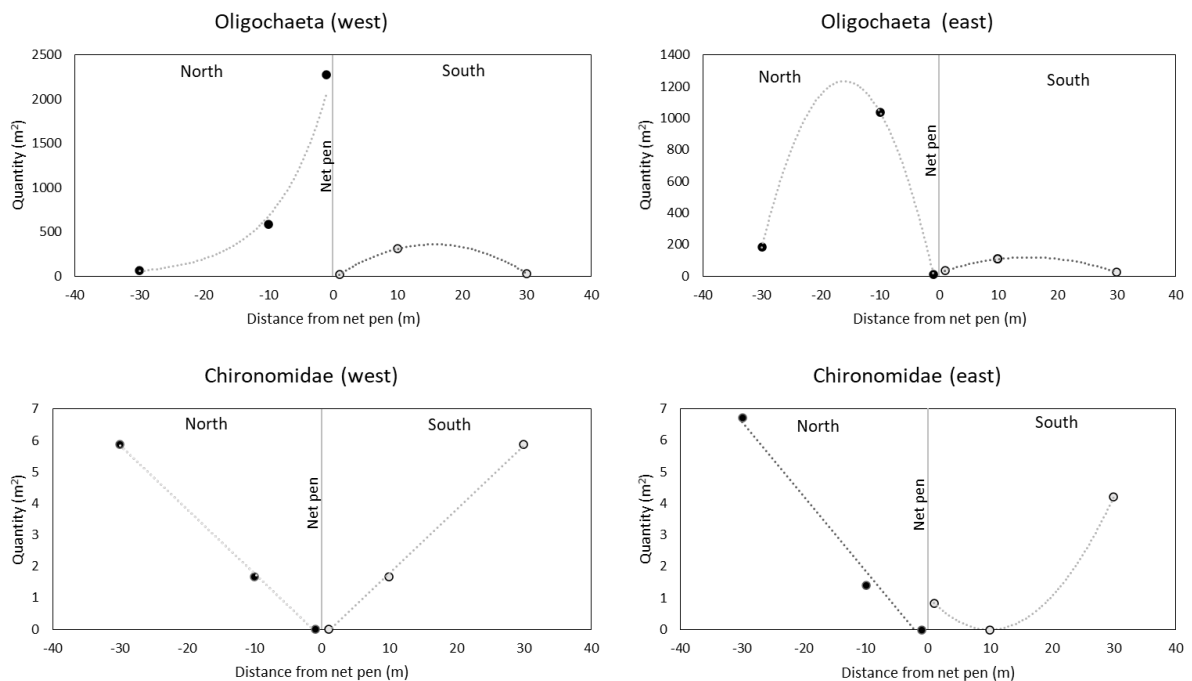 Oligochaeta (west)
2500
2000
1500
1000
500
0
Quantity (m²)
North
South
Net pen
-40 -30 -20 -10 0 10 20 30 40
Distance from net pen (m)
Oligochaeta (east)
1400
1200
1000
800
600
400
200
0
Quantity (m²)
North
South
Net pen
-40 -30 -20 -10 0 10 20 30 40
Distance from net pen (m)
Chironomidae (west)
7
6
5
4
3
2
1
0
Quantity (m²)
North
South
Net pen
-40 -30 -20 -10 0 10 20 30 40
Distance from net pen (m)
Chironomidae (east)
7
6
5
4
3
2
1
0
Quantity (m²)
North
South
Net pen
-40 -30 -20 -10 0 10 20 30 40
Distance from net pen (m)